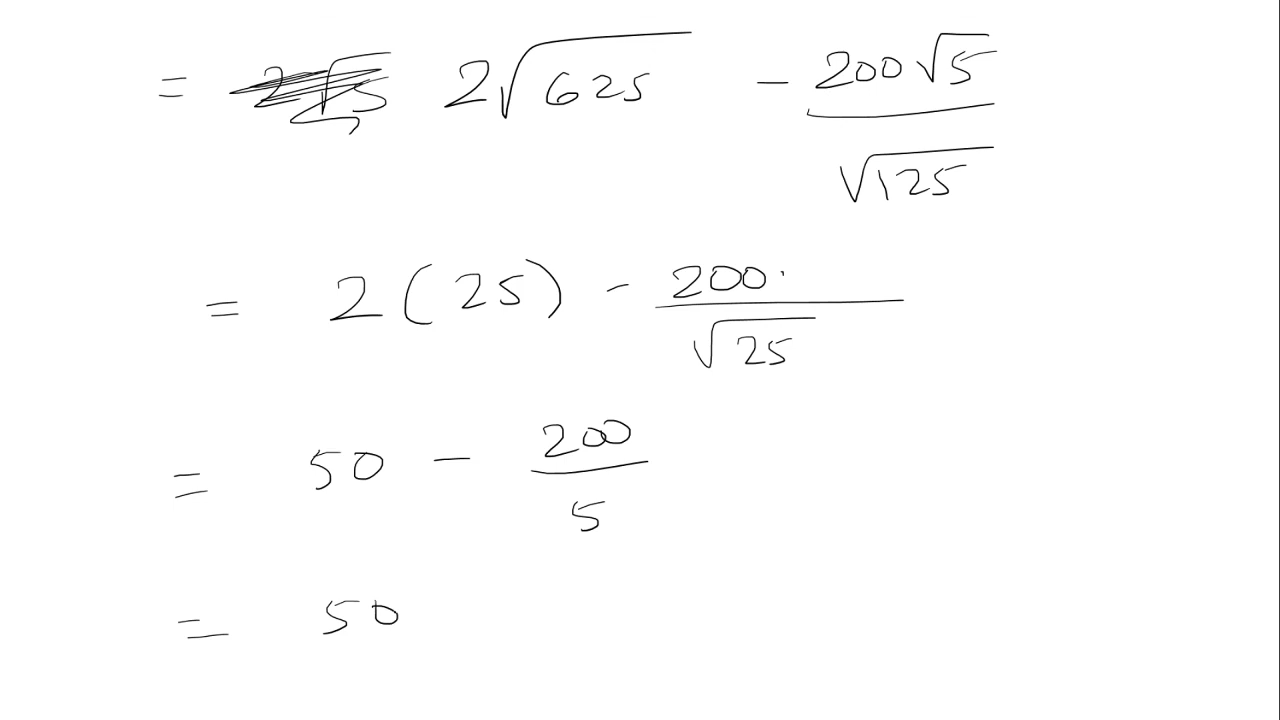 = 2√625 - 200√5 / √125
= 2(25) - 200 / √25
= 50 - 200 / 5
= 50